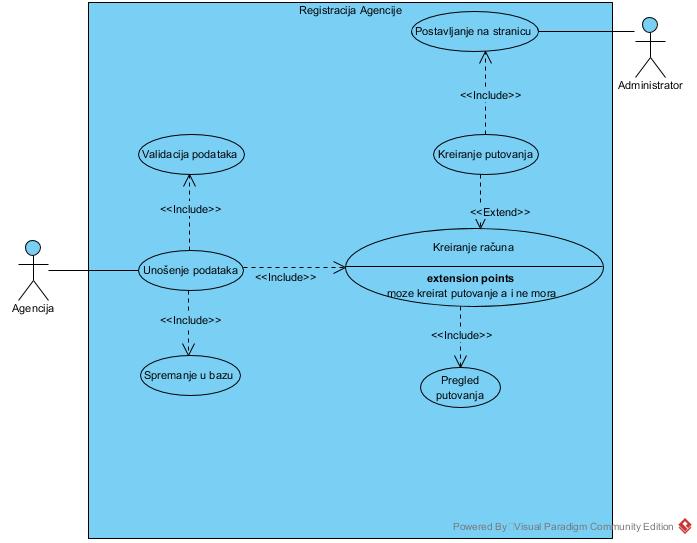 Registracija Agencije
Postavljanje na stranicu
Administrator
<<Include>>
Validacija podataka
Kreiranje putovanja
<<Include>>
<<Extend>>
Kreiranje računa
Unošenje podataka
<<Include>>
extension points
moze kreirat putovanje a i ne mora
Agencija
<<Include>>
<<Include>>
Spremanje u bazu
Pregled
putovanja
Powered By Visual Paradigm Community Edition